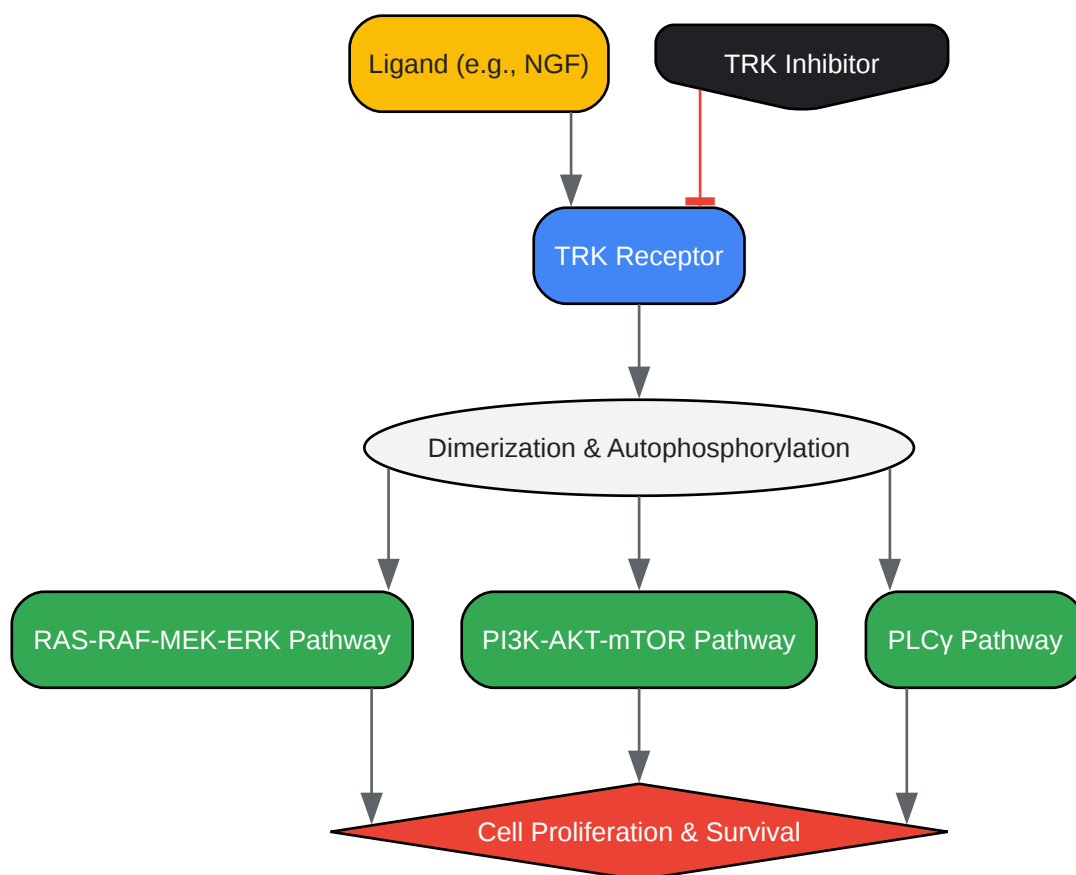 Ligand (e.g., NGF)
TRK Inhibitor
TRK Receptor
Dimerization & Autophosphorylation
RAS-RAF-MEK-ERK Pathway
PI3K-AKT-mTOR Pathway
PLCγ Pathway
Cell Proliferation & Survival